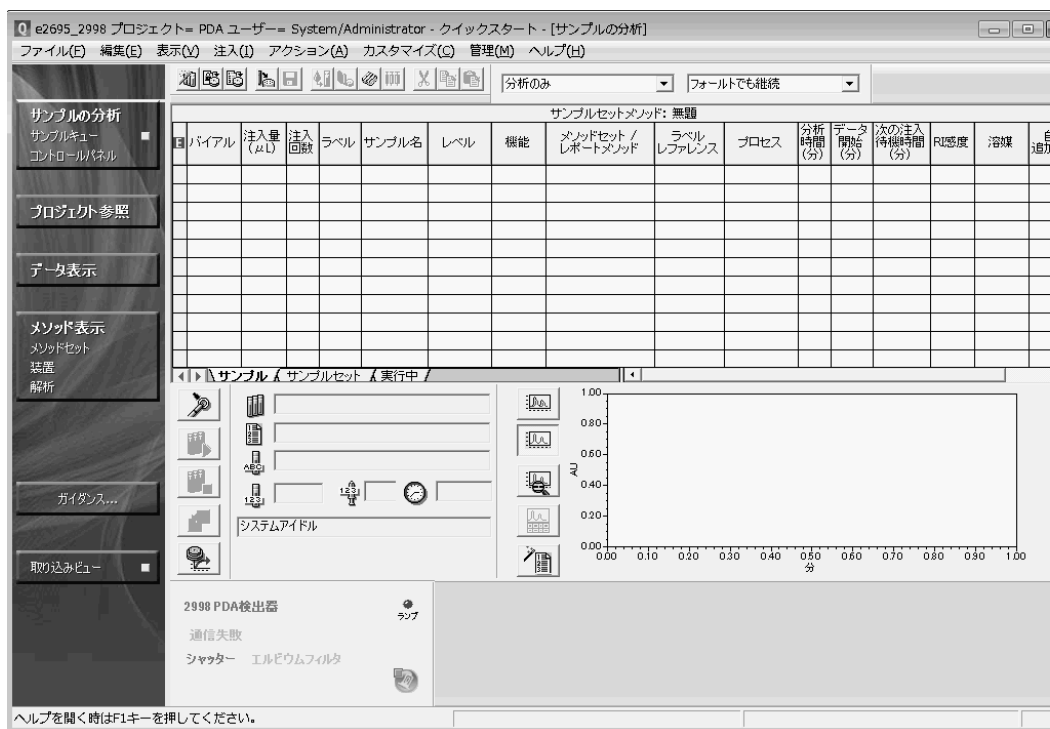 e2695_2998 プロジェクト= PDA ユーザー= System/Administrator - クイックスタート - [サンプルの分析]
ファイル(F) 編集(E) 表示(V) 注入(I) アクション(A) カスタマイズ(C) 管理(M) ヘルプ(H)
分析のみ フォールトでも継続
サンプルの分析
サンプルキュー
コントロールパネル
プロジェクト参照
データ表示
メソッド表示
メソッドセット
装置
解析
ガイダンス...
取り込みビュー
サンプルセットメソッド: 無題
バイアル 注入量(μL) 注入回数 ラベル サンプル名 レベル 機能 メソッドセット / レポートメソッド ラベルレファレンス プロセス 分析時間(分) データ開始(分) 次の注入待機時間(分) RI感度 溶媒
サンプル サンプルセット 実行中
システムアイドル
1.00
0.80
0.60
0.40
0.20
0.00
AU
0.00 0.10 0.20 0.30 0.40 0.50 0.60 0.70 0.80 0.90 1.00
分
2998 PDA検出器
ランプ
通信失敗
シャッター エルビウムフィルタ
ヘルプを開く時はF1キーを押してください。